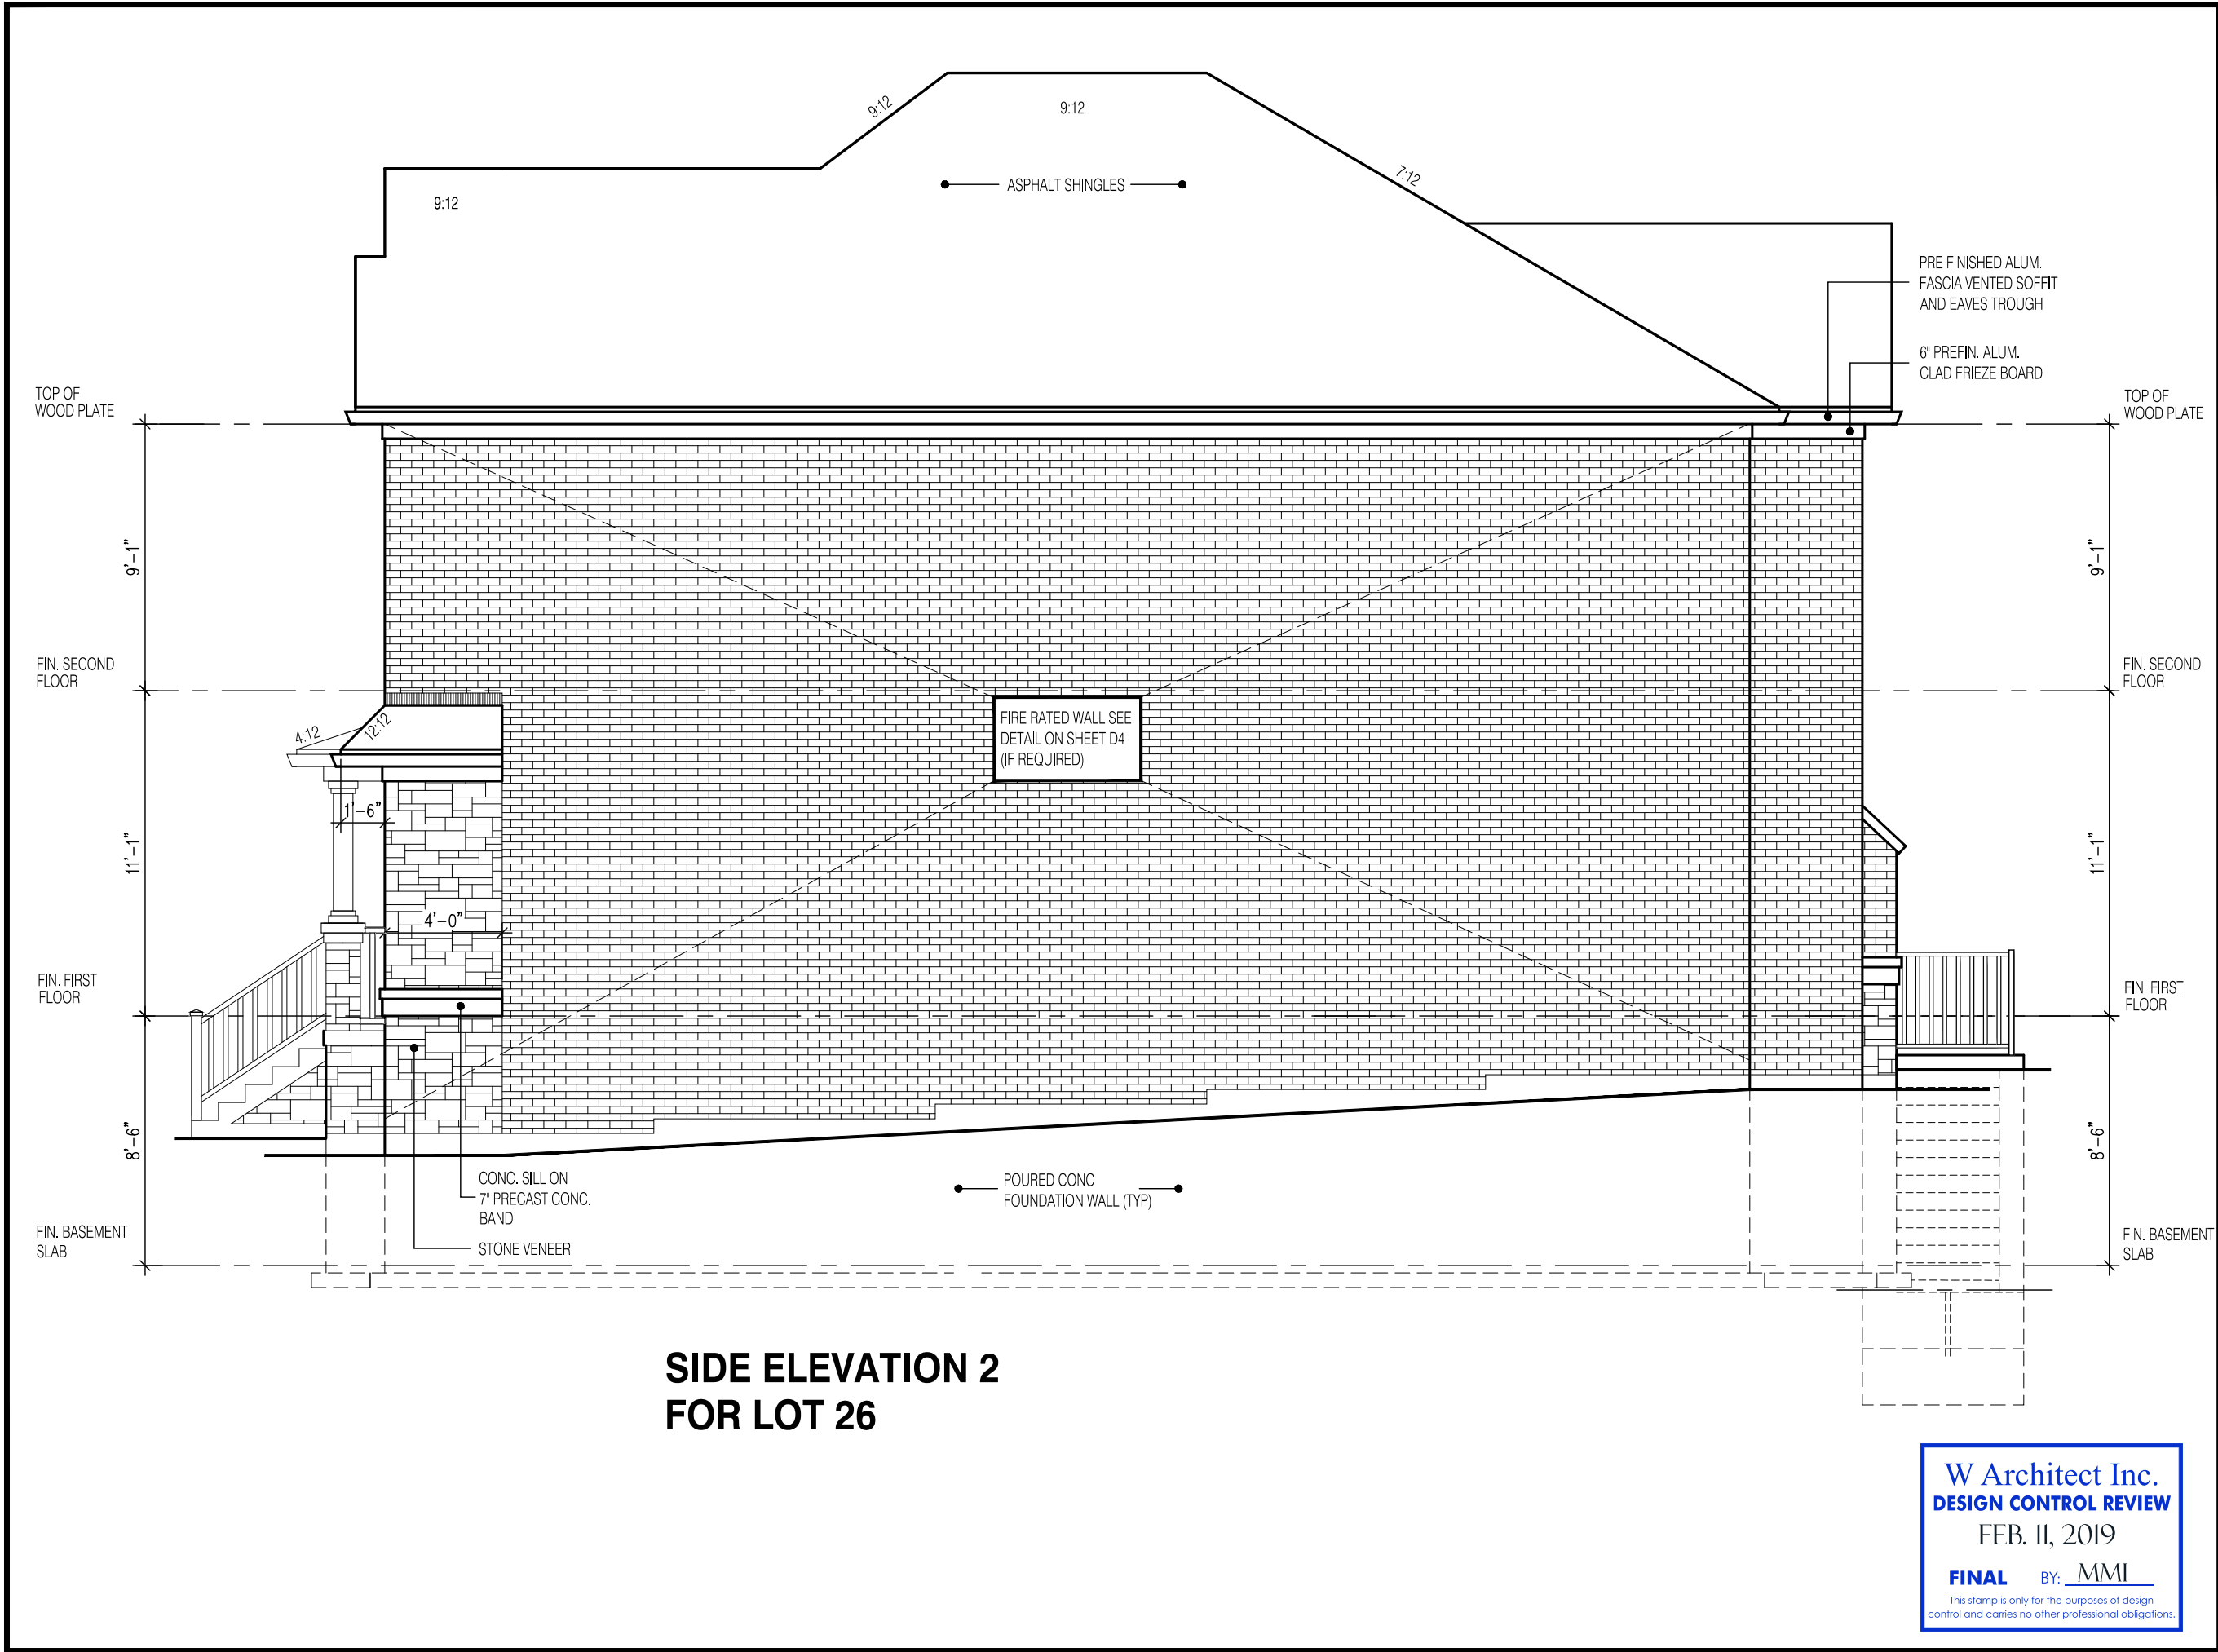 9:12
9:12
ASPHALT SHINGLES
7:12
9:12
PRE FINISHED ALUM.
FASCIA VENTED SOFFIT
AND EAVES TROUGH
6" PREFIN. ALUM.
CLAD FRIEZE BOARD
TOP OF
WOOD PLATE
TOP OF
WOOD PLATE
9'-1"
9'-1"
FIN. SECOND
FLOOR
FIN. SECOND
FLOOR
4:12
12:12
FIRE RATED WALL SEE
DETAIL ON SHEET D4
(IF REQUIRED)
1'-6"
11'-1"
11'-1"
4'-0"
FIN. FIRST
FLOOR
FIN. FIRST
FLOOR
8'-6"
8'-6"
CONC. SILL ON
7" PRECAST CONC.
BAND
STONE VENEER
POURED CONC
FOUNDATION WALL (TYP)
FIN. BASEMENT
SLAB
FIN. BASEMENT
SLAB
SIDE ELEVATION 2
FOR LOT 26
W Architect Inc.
DESIGN CONTROL REVIEW
FEB. 11, 2019
FINAL BY: MMI
This stamp is only for the purposes of design
control and carries no other professional obligations.